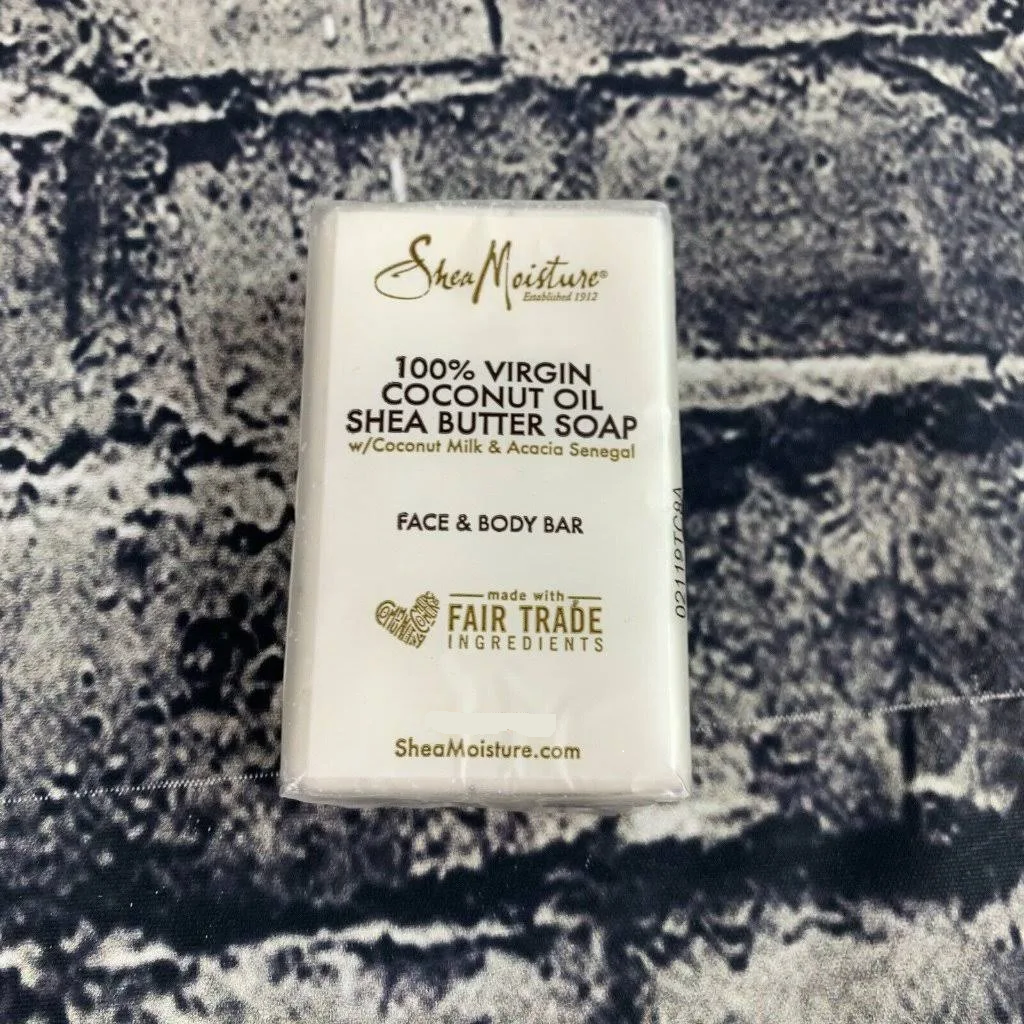 SheaMoisture®
Established 1912
100% VIRGIN
COCONUT OIL
SHEA BUTTER SOAP
w/Coconut Milk & Acacia Senegal
FACE & BODY BAR
made with
FAIR TRADE
INGREDIENTS
SheaMoisture.com